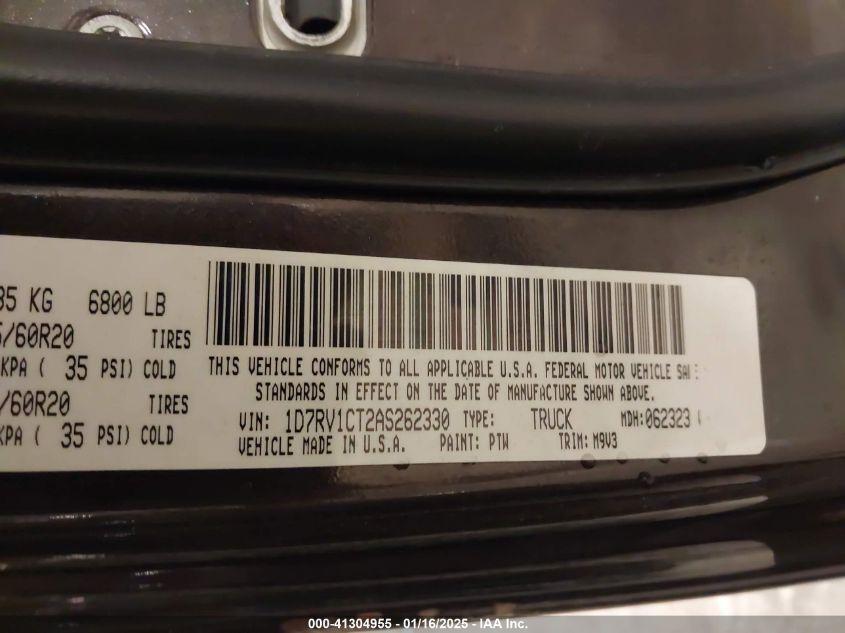 85 KG 6800 LB
/60R20 TIRES
KPA ( 35 PSI) COLD
/60R20 TIRES
KPA ( 35 PSI) COLD
THIS VEHICLE CONFORMS TO ALL APPLICABLE U.S.A. FEDERAL MOTOR VEHICLE
STANDARDS IN EFFECT ON THE DATE OF MANUFACTURE SHOWN ABOVE.
VIN: 1D7RV1CT2AS262330 TYPE: TRUCK MDH:062323
VEHICLE MADE IN U.S.A. PAINT: PTW TRIM: M9V3
000-41304955 - 01/16/2025 - IAA Inc.